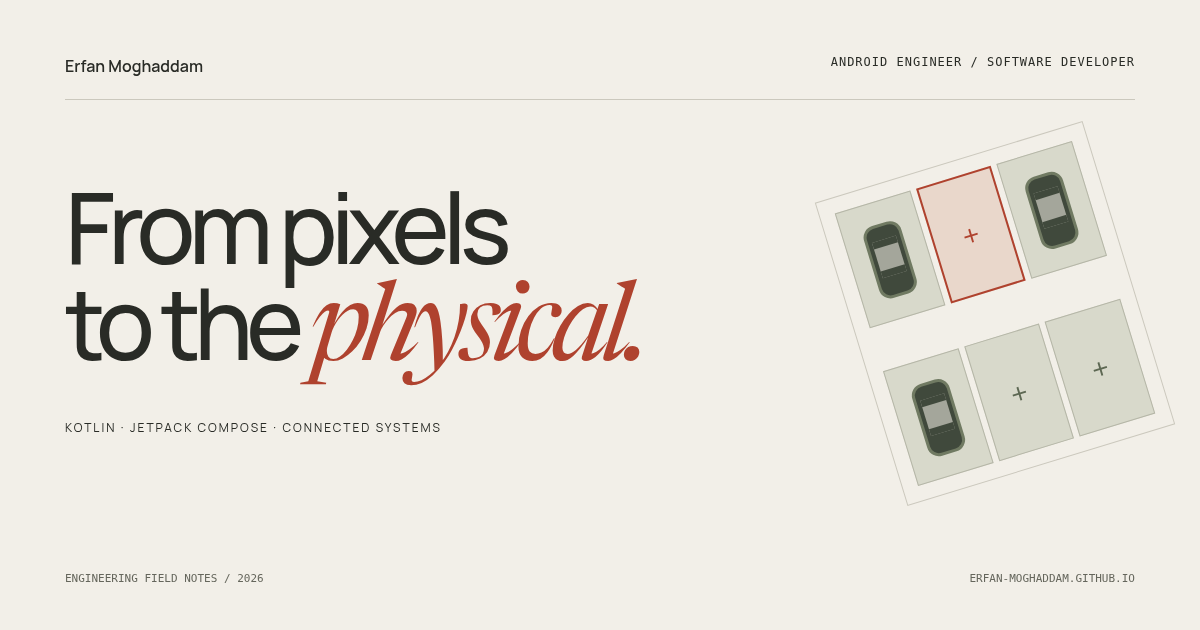 Erfan Moghaddam
ANDROID ENGINEER / SOFTWARE DEVELOPER
From pixels
to the physical.
KOTLIN · JETPACK COMPOSE · CONNECTED SYSTEMS
ENGINEERING FIELD NOTES / 2026
ERFAN-MOGHADDAM.GITHUB.IO